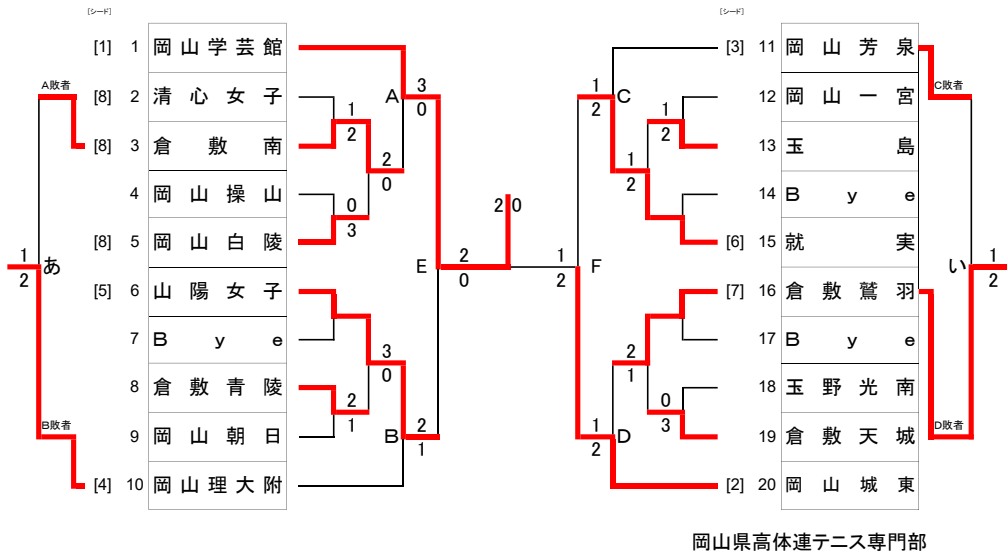 [シード] [シード]
[1] 1 岡山学芸館 [3] 11 岡山芳泉
A敗者 3 1 C敗者
[8] 2 清心女子 A 0 2 C 12 岡山一宮
1 1
2 2
[8] 3 倉敷南 13 玉島
2 1
0 2
4 岡山操山 14 Bye
0
3
[8] 5 岡山白陵 2 0 [6] 15 就実
1 あ E 2 1 F い 1
2 0 2 2
[5] 6 山陽女子 [7] 16 倉敷鷲羽
7 Bye 17 Bye
3 2
0 1
8 倉敷青陵 18 玉野光南
2 0
1 3
B敗者 2 1 D敗者
9 岡山朝日 B 1 2 D 19 倉敷天城
[4] 10 岡山理大附 [2] 20 岡山城東
岡山県高体連テニス専門部